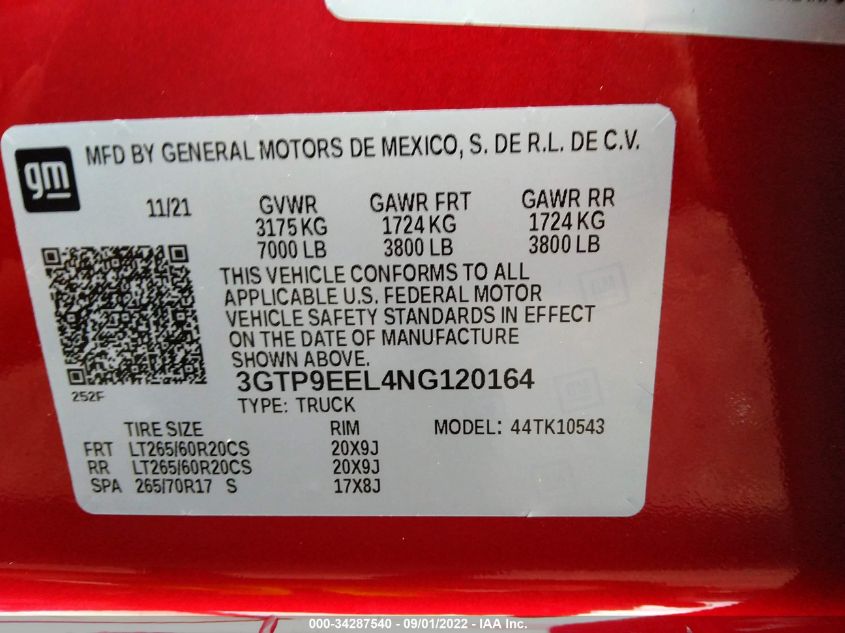 MFD BY GENERAL MOTORS DE MEXICO, S. DE R.L. DE C.V.
gm
11/21 GVWR GAWR FRT GAWR RR
3175 KG 1724 KG 1724 KG
7000 LB 3800 LB 3800 LB
THIS VEHICLE CONFORMS TO ALL
APPLICABLE U.S. FEDERAL MOTOR
VEHICLE SAFETY STANDARDS IN EFFECT
ON THE DATE OF MANUFACTURE
SHOWN ABOVE.
3GTP9EEL4NG120164
252F
TYPE: TRUCK
TIRE SIZE RIM MODEL: 44TK10543
FRT LT265/60R20CS 20X9J
RR LT265/60R20CS 20X9J
SPA 265/70R17 S 17X8J
000-34287540 - 09/01/2022 - IAA Inc.